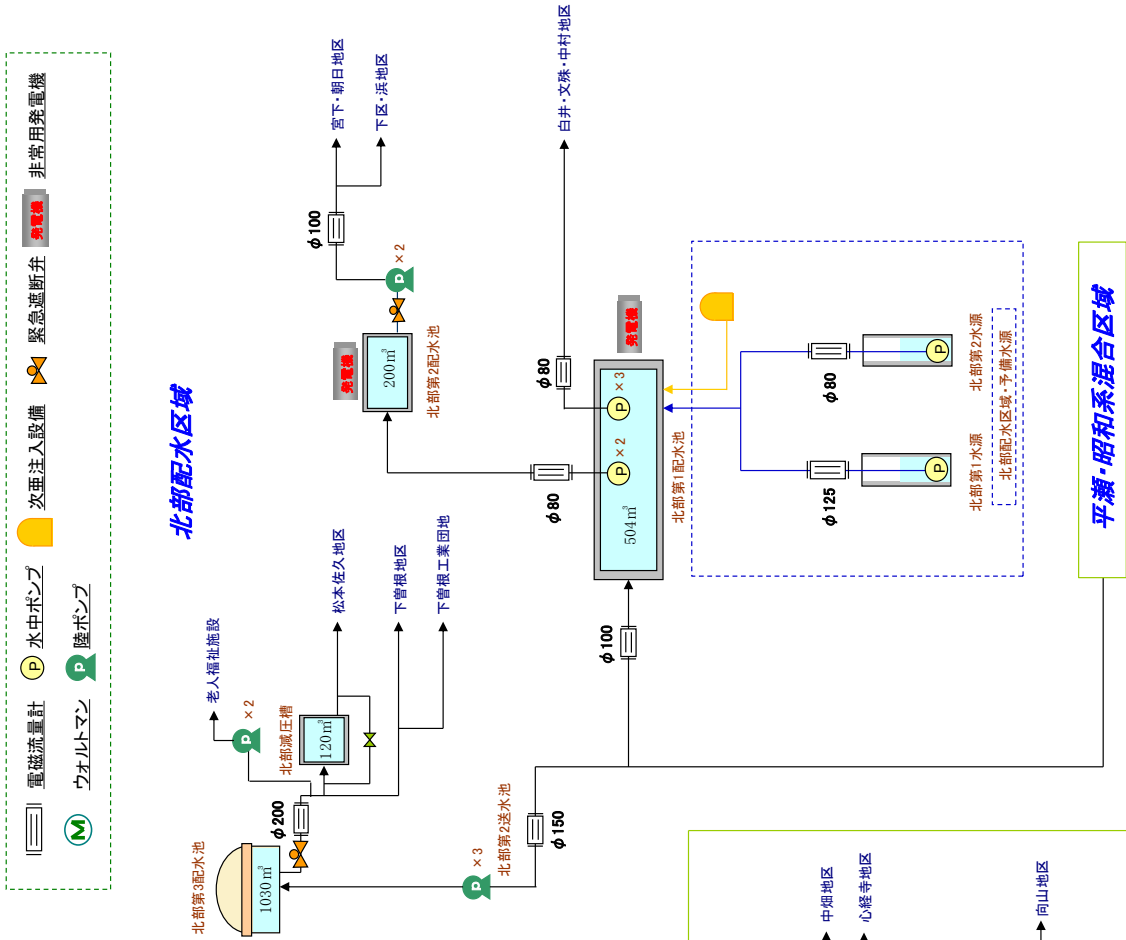 電磁流量計
水中ポンプ
次亜注入設備
緊急遮断弁
非常用発電機
発電機
ウォルトマン
陸ポンプ
M
P
p
北部配水区域
老人福祉施設
p
×2
北部減圧槽
120m³
松本佐久地区
下曽根地区
下曽根工業団地
北部第3配水池
1030m³
φ200
p
×3
北部第2送水池
φ150
φ100
発電機
200m³
北部第2配水池
p
×2
φ100
宮下・朝日地区
下区・浜地区
φ80
504m³
P
×2
P
×3
北部第1配水池
発電機
φ80
白井・文殊・中村地区
φ125
φ80
P
P
北部第1水源
北部第2水源
北部配水区域・予備水源
平瀬・昭和系混合区域
中畑地区
心経寺地区
向山地区